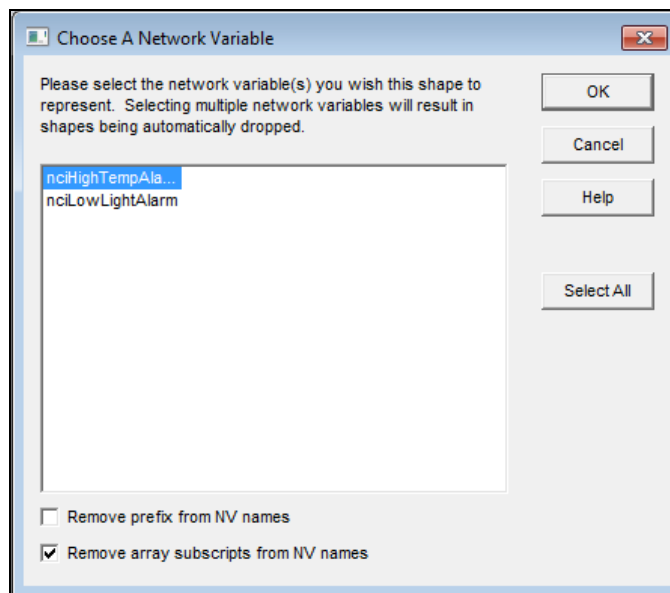 Choose A Network Variable
Please select the network variable(s) you wish this shape to
represent. Selecting multiple network variables will result in
shapes being automatically dropped.
OK
Cancel
Help
Select All
nciHighTempAla...
nciLowLightAlarm
Remove prefix from NV names
Remove array subscripts from NV names